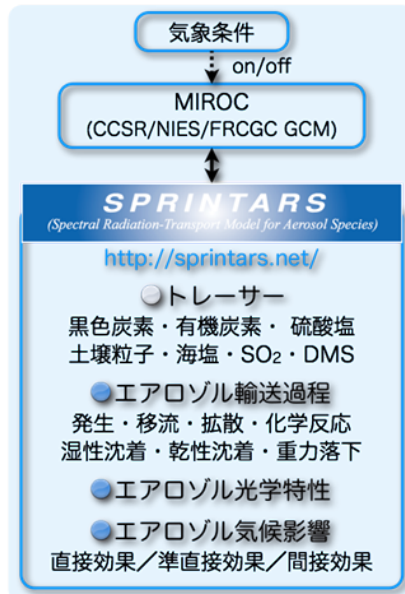 気象条件
on/off
MIROC
(CCSR/NIES/FRCGC GCM)
SPRINTARS
(Spectral Radiation-Transport Model for Aerosol Species)
http://sprintars.net/
トレーサー
黒色炭素・有機炭素・ 硫酸塩
土壌粒子・海塩・SO₂・DMS
エアロゾル輸送過程
発生・移流・拡散・化学反応
湿性沈着・乾性沈着・重力落下
エアロゾル光学特性
エアロゾル気候影響
直接効果／準直接効果／間接効果